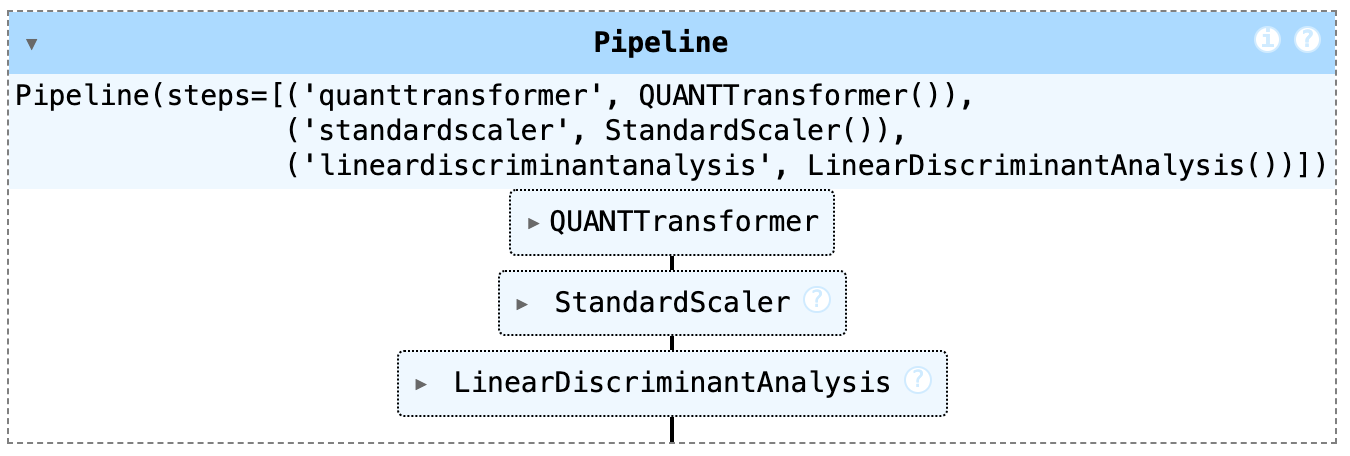 ▼ Pipeline i ?
Pipeline(steps=[('quanttransformer', QUANTTransformer()),
                ('standardscaler', StandardScaler()),
                ('lineardiscriminantanalysis', LinearDiscriminantAnalysis())])
▶ QUANTTransformer
▶ StandardScaler ?
▶ LinearDiscriminantAnalysis ?